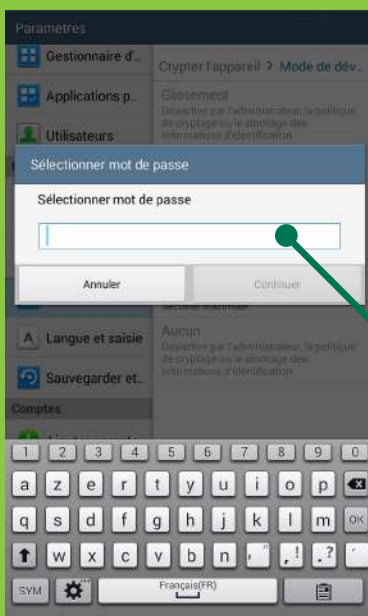 Paramètres
Gestionnaire d'..
Crypter l'appareil > Mode de dév..
Applications p..
Glissement
Désactivé par l'administrateur, la politique
de cryptage ou le stockage des
informations d'identification
Utilisateurs
Sélectionner mot de passe
Sélectionner mot de passe
Annuler
Continuer
Sécurité maximale
A Langue et saisie
Aucun
Désactivé par l'administrateur, la politique
de cryptage ou le stockage des
informations d'identification
Sauvegarder et..
Comptes
1 2 3 4 5 6 7 8 9 0
a z e r t y u i o p
q s d f g h j k l m OK
w x c v b n , ! . ?
SYM
Français(FR)